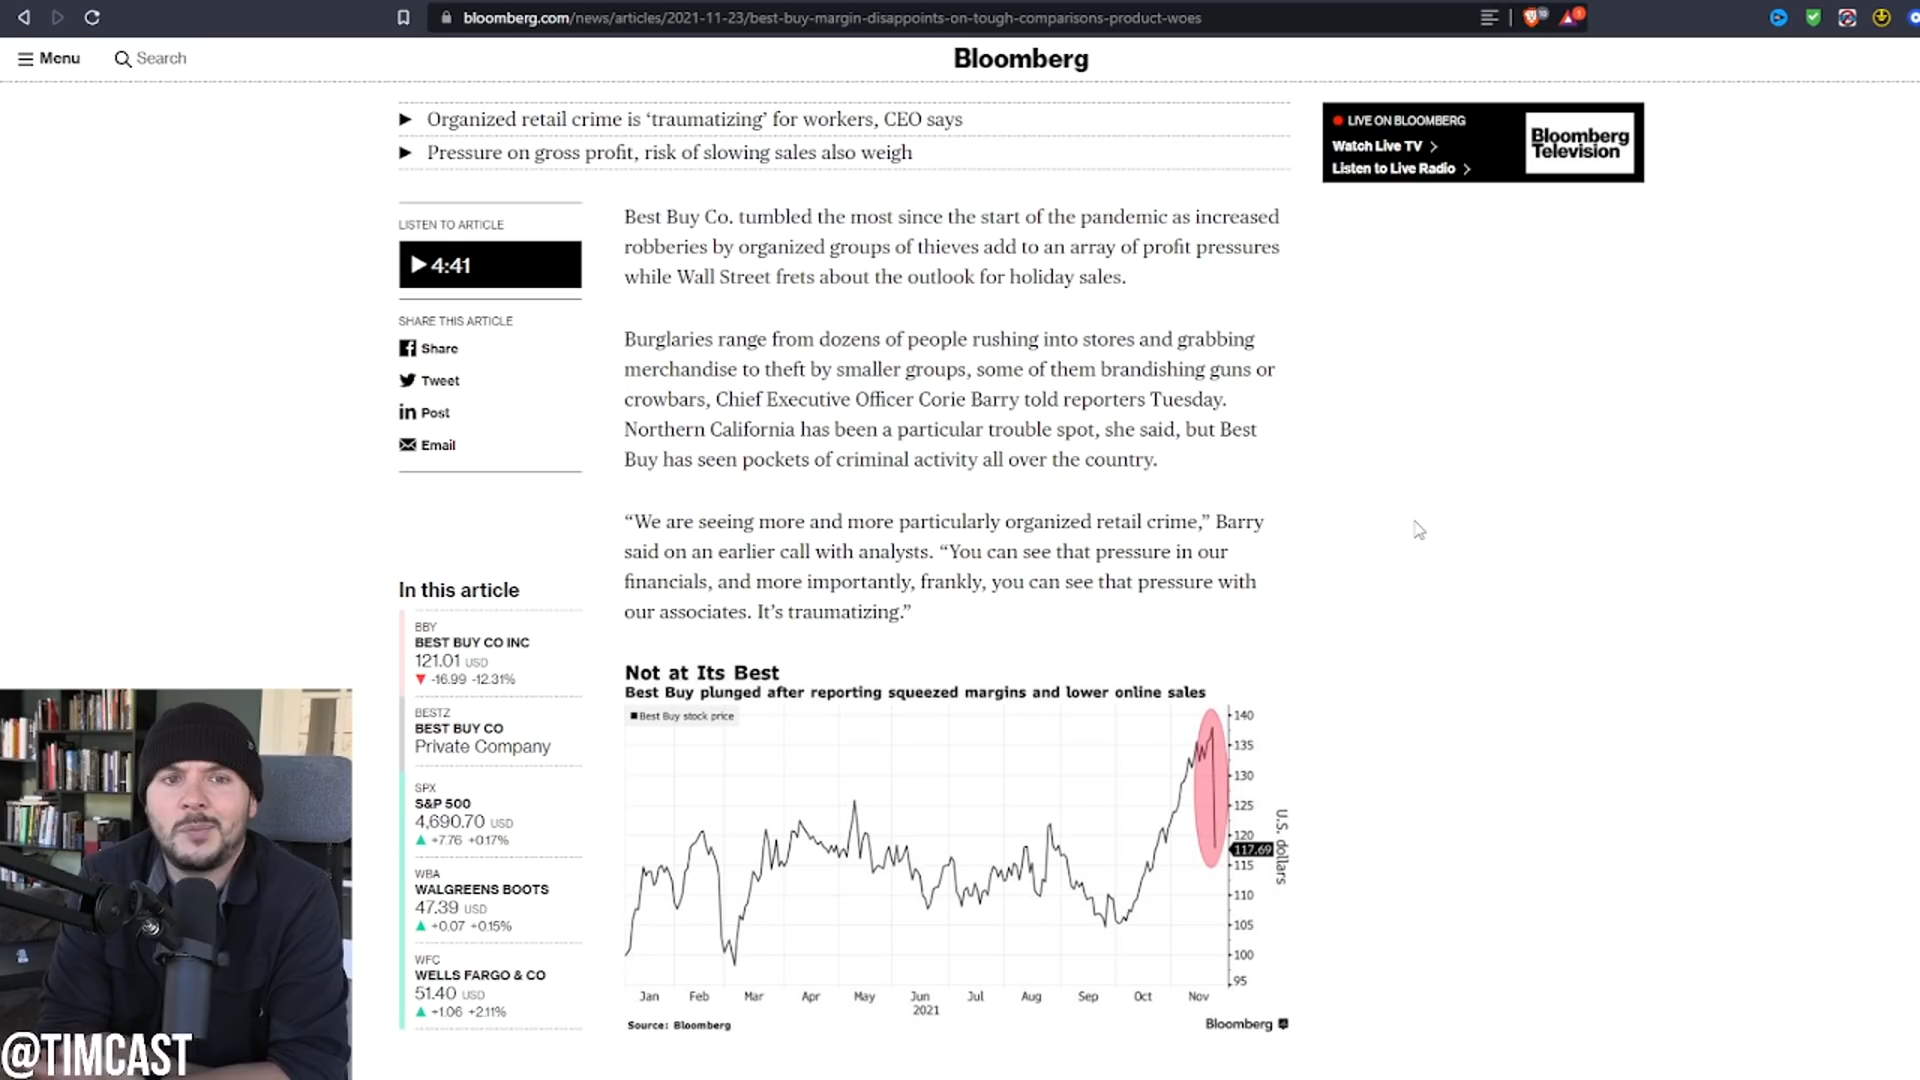 bloomberg.com/news/articles/2021-11-23/best-buy-margin-disappoints-on-tough-comparisons-product-woes
Menu
Search
Bloomberg
Organized retail crime is ‘traumatizing’ for workers, CEO says
Pressure on gross profit, risk of slowing sales also weigh
LIVE ON BLOOMBERG
Watch Live TV
Listen to Live Radio
Bloomberg
Television
LISTEN TO ARTICLE
4:41
SHARE THIS ARTICLE
Share
Tweet
Post
Email
Best Buy Co. tumbled the most since the start of the pandemic as increased
robberies by organized groups of thieves add to an array of profit pressures
while Wall Street frets about the outlook for holiday sales.
Burglaries range from dozens of people rushing into stores and grabbing
merchandise to theft by smaller groups, some of them brandishing guns or
crowbars, Chief Executive Officer Corie Barry told reporters Tuesday.
Northern California has been a particular trouble spot, she said, but Best
Buy has seen pockets of criminal activity all over the country.
“We are seeing more and more particularly organized retail crime,” Barry
said on an earlier call with analysts. “You can see that pressure in our
financials, and more importantly, frankly, you can see that pressure with
our associates. It’s traumatizing.”
In this article
BBY
BEST BUY CO INC
121.01 USD
-16.99 -12.31%
BESTZ
BEST BUY CO
Private Company
SPX
S&P 500
4,690.70 USD
+7.76 +0.17%
WBA
WALGREENS BOOTS
47.39 USD
+0.07 +0.15%
WFC
WELLS FARGO & CO
51.40 USD
+1.06 +2.11%
Not at Its Best
Best Buy plunged after reporting squeezed margins and lower online sales
Best Buy stock price
140
135
130
125
120
117.69
115
110
105
100
95
U.S. dollars
Jan Feb Mar Apr May Jun Jul Aug Sep Oct Nov
2021
Source: Bloomberg
Bloomberg
@TIMCAST